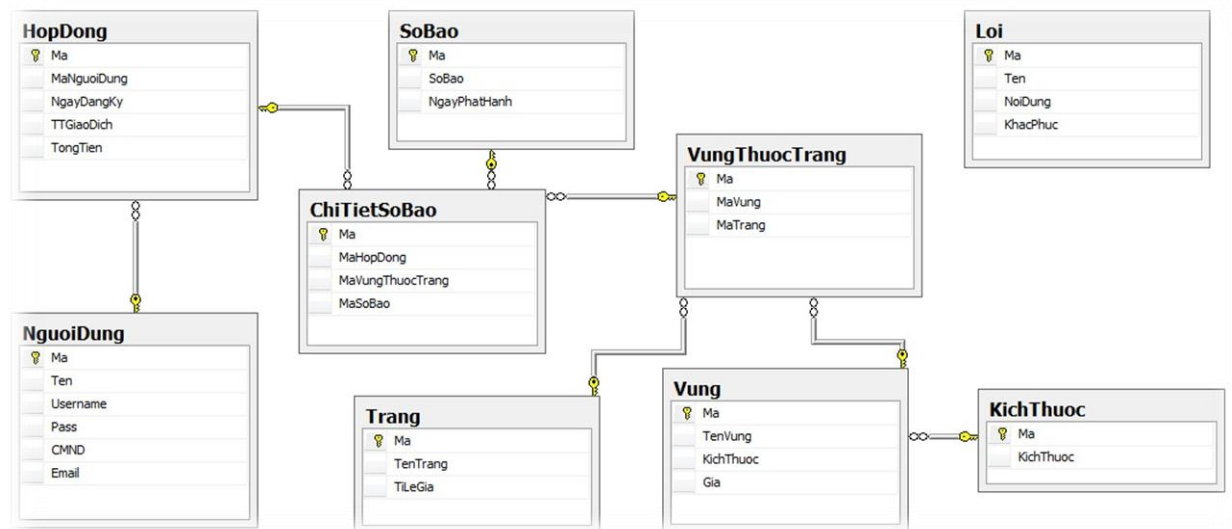 HopDong
Ma
MaNguoiDung
NgayDangKy
TTGiaoDich
TongTien
SoBao
Ma
SoBao
NgayPhatHanh
Loi
Ma
Ten
NoiDung
KhacPhuc
VungThuocTrang
Ma
MaVung
MaTrang
ChiTietSoBao
Ma
MaHopDong
MaVungThuocTrang
MaSoBao
NguoiDung
Ma
Ten
Username
Pass
CMND
Email
Trang
Ma
TenTrang
TiLeGia
Vung
Ma
TenVung
KichThuoc
Gia
KichThuoc
Ma
KichThuoc